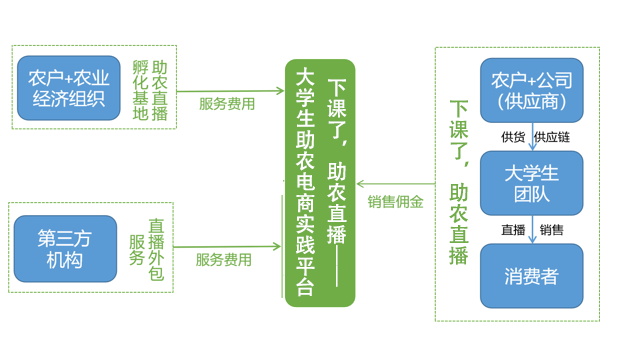 农户+农业
经济组织
助农直播
孵化基地
服务费用
第三方
机构
直播外包
服务
服务费用
下课了，助农直播——
大学生助农电商实践平台
销售佣金
下课了，助农直播
农户+公司
（供应商）
供货 供应链
大学生
团队
直播 销售
消费者